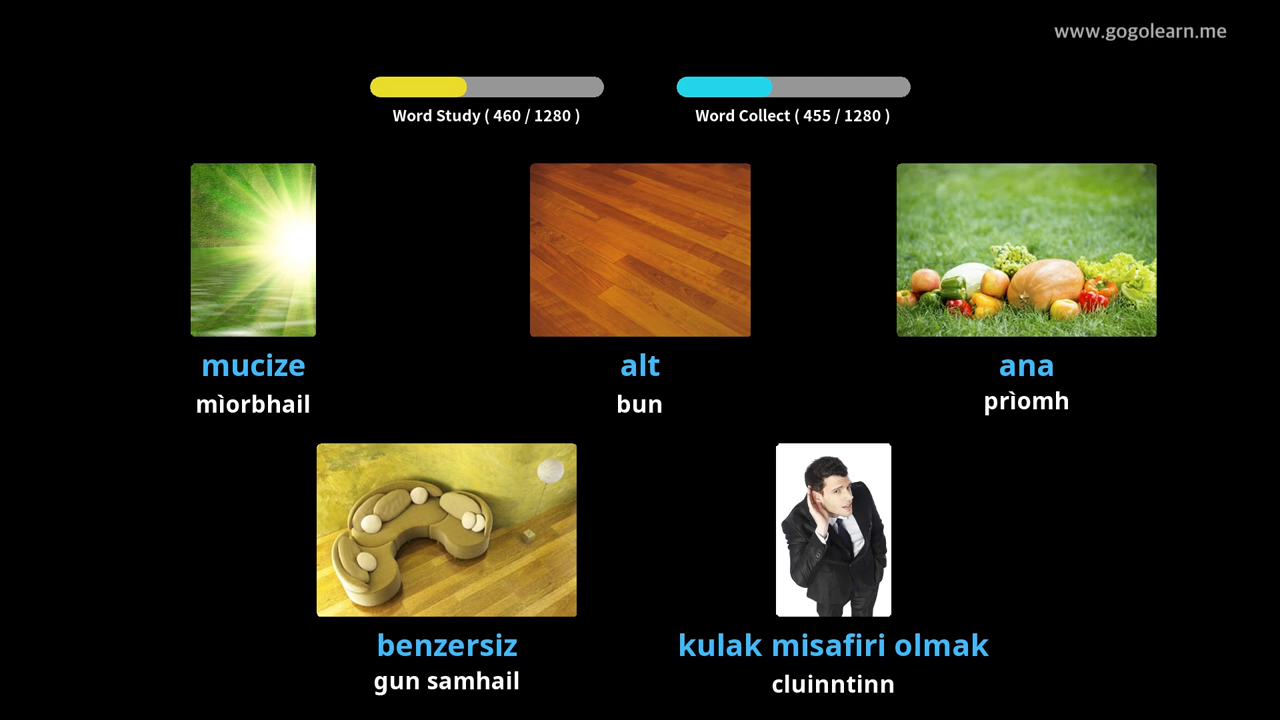 www.gogolearn.me
Word Study ( 460 / 1280 )
Word Collect ( 455 / 1280 )
mucize
mìorbhail
alt
bun
ana
prìomh
benzersiz
gun samhail
kulak misafiri olmak
cluinntinn